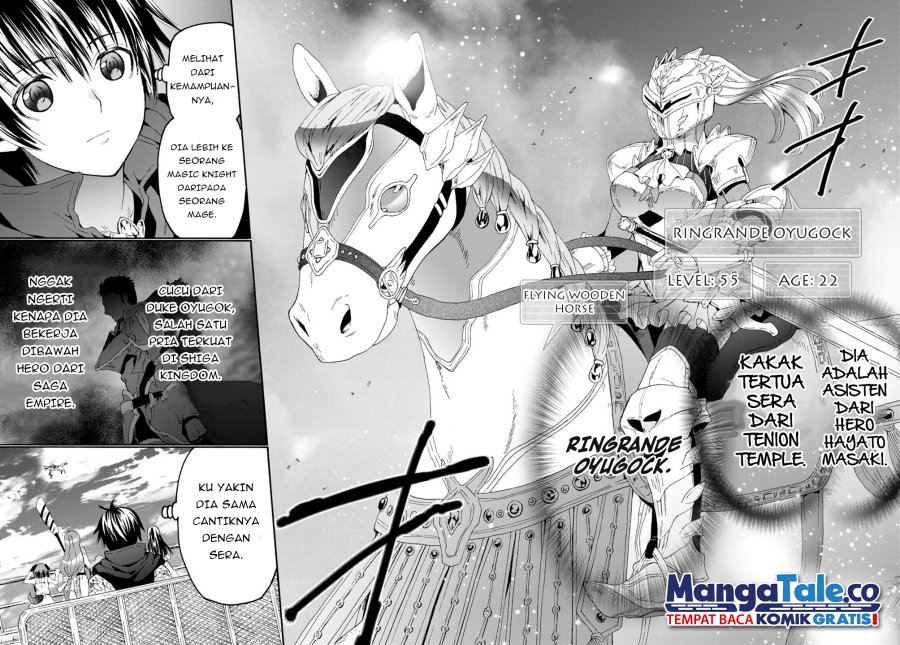 RINGRANDE OYUGOCK
LEVEL: 55
AGE: 22
FLYING WOODEN
HORSE
DIA
ADALAH
ASISTEN
DARI
HERO
HAYATO
MASAKI.
KAKAK
TERTUA
SERA
DARI
TENION
TEMPLE.
RINGRANDE
OYUGOCK.
MELIHAT
DARI
KEMAMPUAN-
NYA,
DIA LEBIH KE
SEORANG
MAGIC KNIGHT
DARIPADA
SEORANG
MAGE.
CUCU DARI
DUKE OYUGOK,
SALAH SATU
PRIA TERKUAT
DI SHIGA
KINGDOM.
NGGAK
NGERTI
KENAPA DIA
BEKERJA
DIBAWAH
HERO DARI
SAGA
EMPIRE.
KU YAKIN
DIA SAMA
CANTIKNYA
DENGAN
SERA.
MangaTale.co
TEMPAT BACA KOMIK GRATIS!